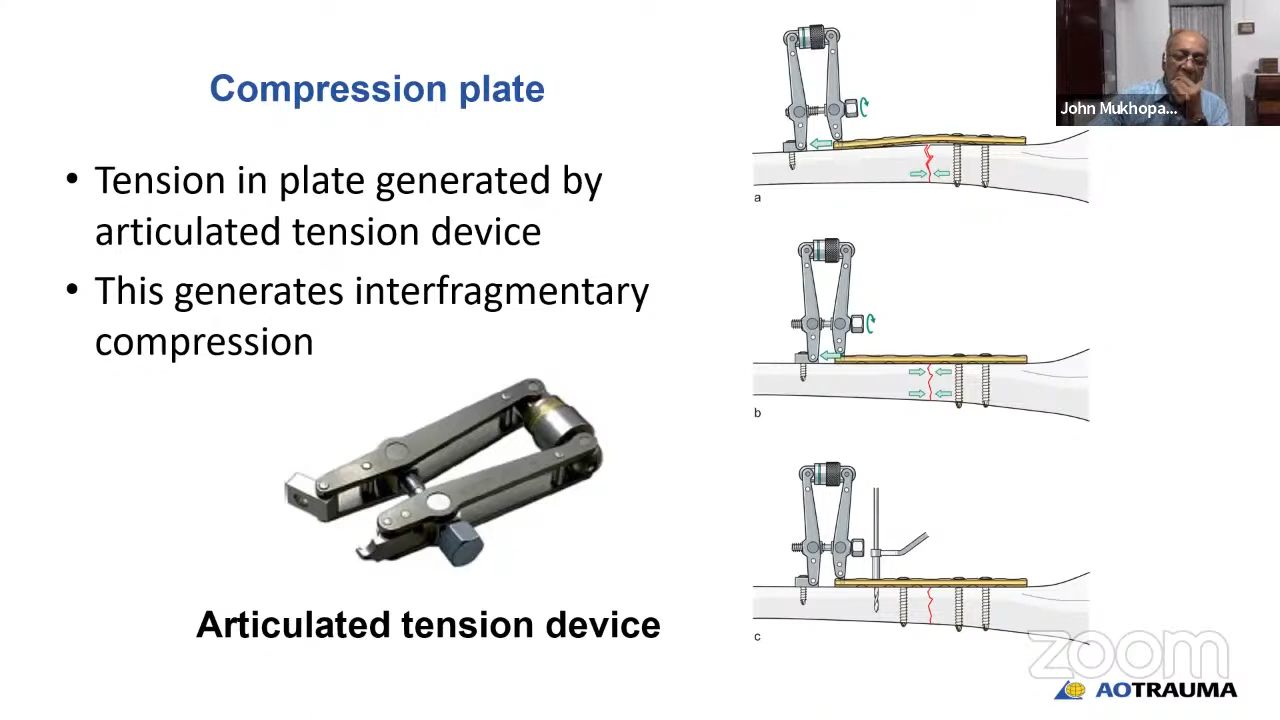 Compression plate
• Tension in plate generated by
articulated tension device
• This generates interfragmentary
compression
Articulated tension device
a
b
c
John Mukhopa...
zoom
AOTRAUMA